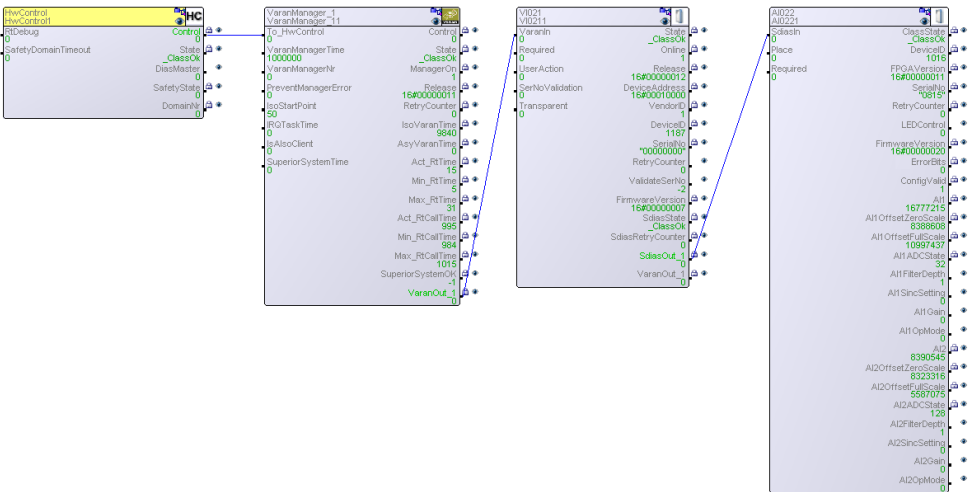 HwControl
HwControl1
HC
RtDebug
0
Control
0
SafetyDomainTimeout
0
State
_ClassOk
DiasMaster
0
SafetyState
0
DomainNr
0
VaranManager_1
VaranManager_11
To_HwControl
0
Control
0
VaranManagerTime
1000000
State
_ClassOk
VaranManagerNr
0
ManagerOn
1
PreventManagerError
0
Release
16#00000011
IsoStartPoint
50
RetryCounter
0
IRQTaskTime
0
IsoVaranTime
9840
IsAlsoClient
0
AsyVaranTime
0
SuperiorSystemTime
0
Act_RtTime
15
Min_RtTime
5
Max_RtTime
31
Act_RtCallTime
995
Min_RtCallTime
984
Max_RtCallTime
1015
SuperiorSystemOK
-1
VaranOut_1
0
VI021
VI0211
VaranIn
0
State
_ClassOk
Required
0
Online
1
UserAction
0
Release
16#00000012
SerNoValidation
0
DeviceAddress
16#00010000
Transparent
0
VendorID
1
DeviceID
1187
SerialNo
"00000000"
RetryCounter
0
ValidateSerNo
-2
FirmwareVersion
16#00000007
SdiasState
_ClassOk
SdiasRetryCounter
0
SdiasOut_1
0
VaranOut_1
0
AI022
AI0221
SdiasIn
0
ClassState
_ClassOk
Place
0
DeviceID
1016
Required
0
FPGAVersion
16#00000011
SerialNo
"0815"
RetryCounter
0
LEDControl
0
FirmwareVersion
16#00000020
ErrorBits
0
ConfigValid
1
AI1
16777215
AI1OffsetZeroScale
8388608
AI1OffsetFullScale
10997437
AI1ADCState
32
AI1FilterDepth
1
AI1SincSetting
0
AI1Gain
0
AI1OpMode
0
AI2
8390545
AI2OffsetZeroScale
8323316
AI2OffsetFullScale
5587075
AI2ADCState
128
AI2FilterDepth
1
AI2SincSetting
0
AI2Gain
0
AI2OpMode
0